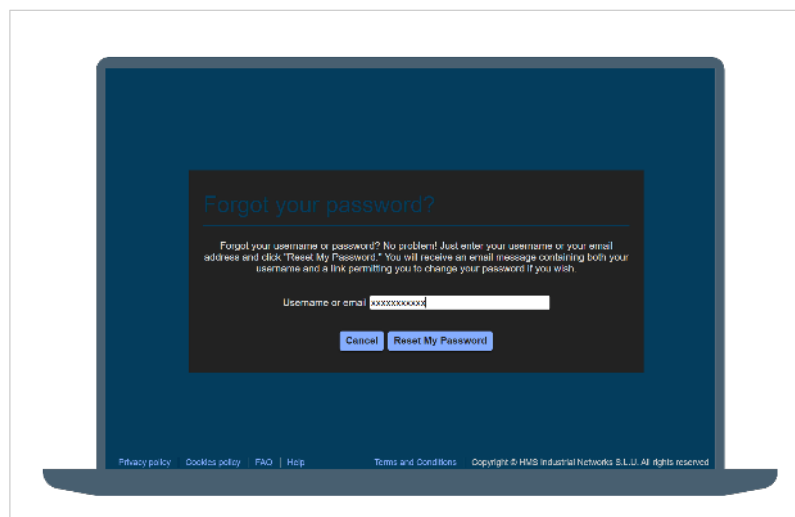 Forgot your password?
Forgot your username or password? No problem! Just enter your username or your email
address and click "Reset My Password." You will receive an email message containing both your
username and a link permitting you to change your password if you wish.
Username or email xxxxxxxxxxx
Cancel Reset My Password
Privacy policy | Cookies policy | FAQ | Help Terms and Conditions Copyright © HMS Industrial Networks S.L.U. All rights reserved